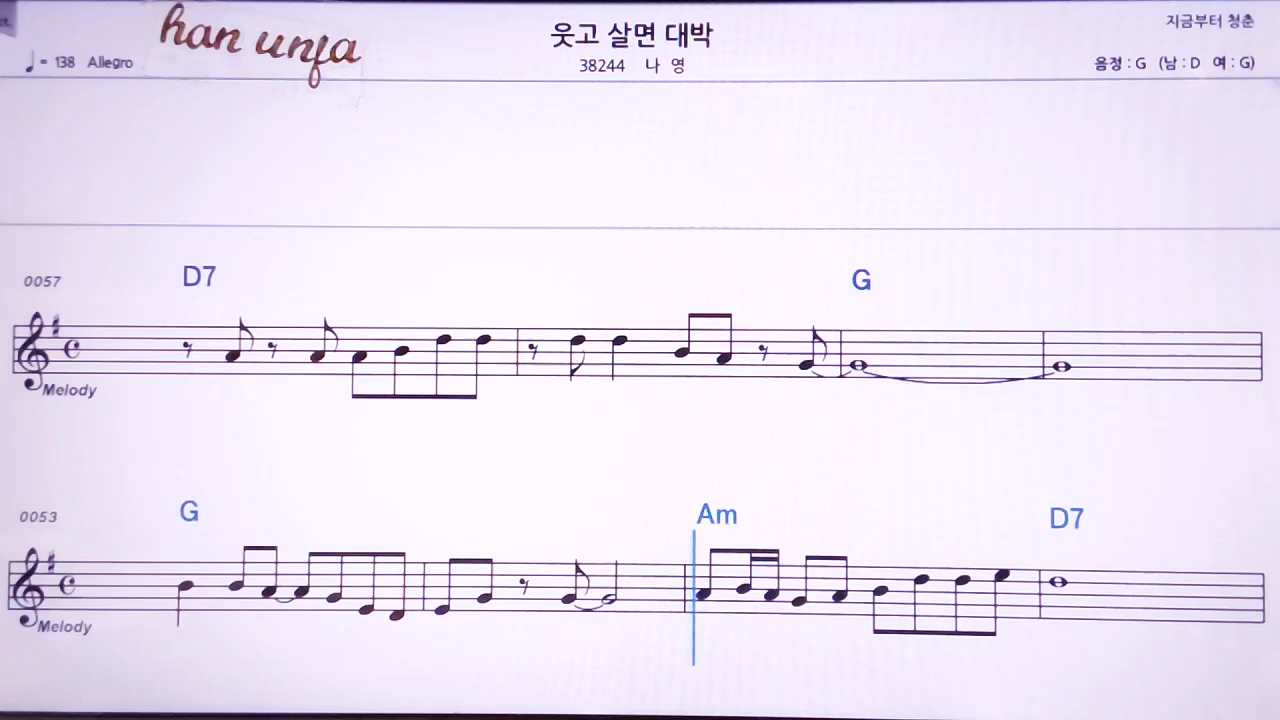 han unfa
웃고 살면 대박
지금부터 청춘
♩ = 138 Allegro
38244 나 영
음정 : G (남 : D 여 : G)
0057
D7
G
Melody
0053
G
Am
D7
Melody